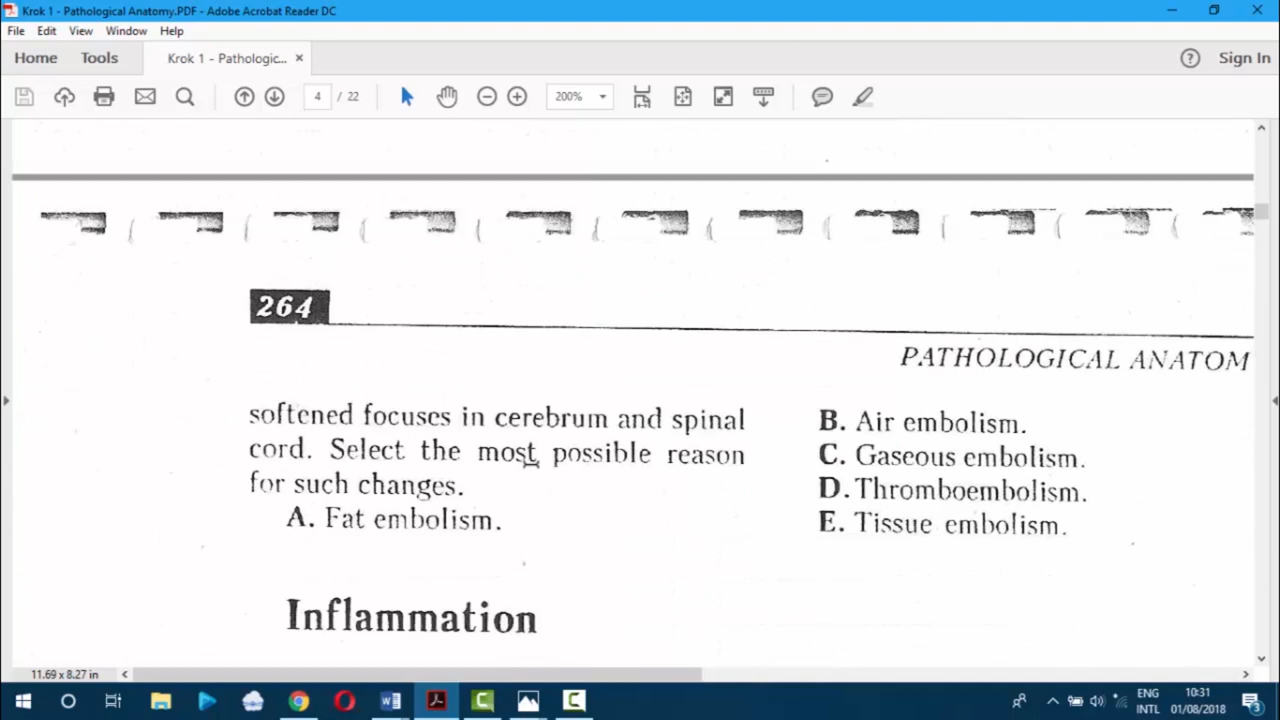 Krok 1 - Pathological Anatomy.PDF - Adobe Acrobat Reader DC
File Edit View Window Help
Home Tools Krok 1 - Pathologic... × Sign In
4 / 22 200%
264
PATHOLOGICAL ANATOM
softened focuses in cerebrum and spinal
cord. Select the most possible reason
for such changes.
A. Fat embolism.
B. Air embolism.
C. Gaseous embolism.
D. Thromboembolism.
E. Tissue embolism.
Inflammation
11.69 x 8.27 in
ENG 10:31
INTL 01/08/2018 3